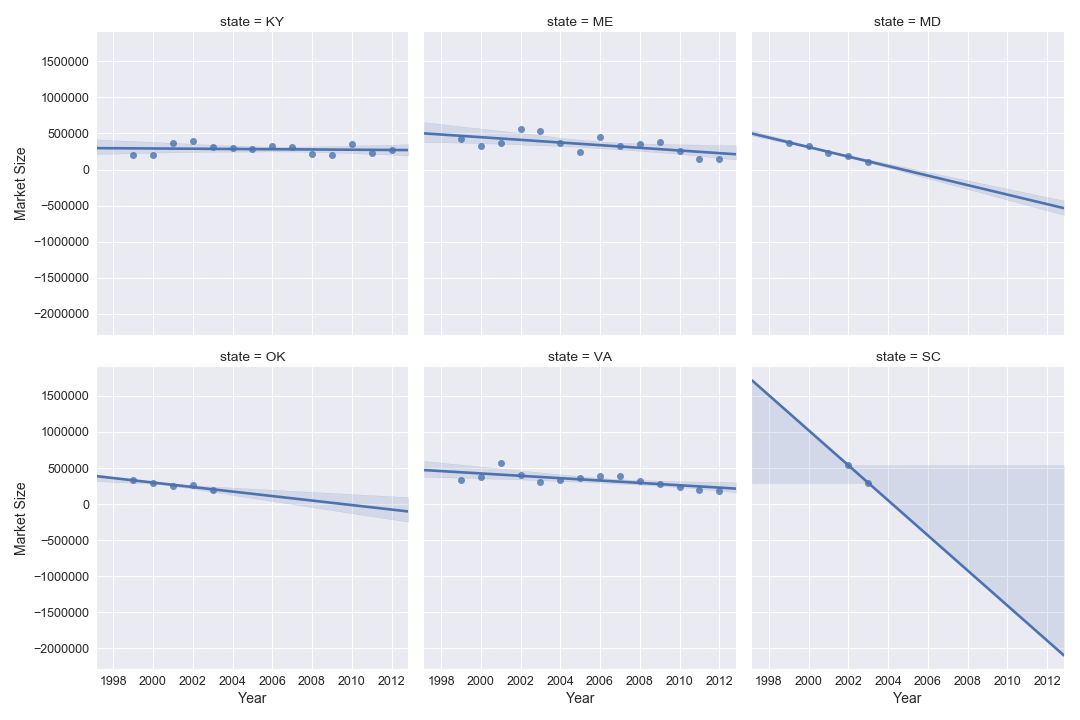 state = KY
state = ME
state = MD
1500000
1000000
500000
0
−500000
−1000000
−1500000
−2000000
Market Size
state = OK
state = VA
state = SC
1500000
1000000
500000
0
−500000
−1000000
−1500000
−2000000
Market Size
1998 2000 2002 2004 2006 2008 2010 2012
1998 2000 2002 2004 2006 2008 2010 2012
1998 2000 2002 2004 2006 2008 2010 2012
Year
Year
Year